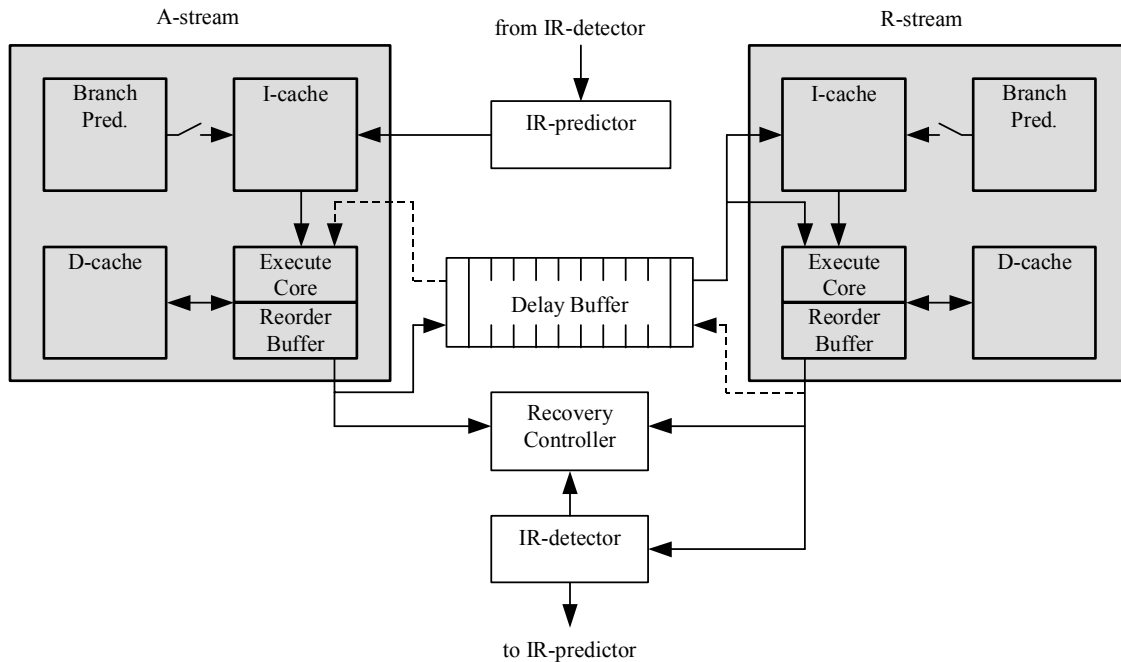 A-stream
from IR-detector
R-stream
Branch
Pred.
I-cache
IR-predictor
I-cache
Branch
Pred.
D-cache
Execute
Core
Reorder
Buffer
Delay Buffer
Execute
Core
Reorder
Buffer
D-cache
Recovery
Controller
IR-detector
to IR-predictor